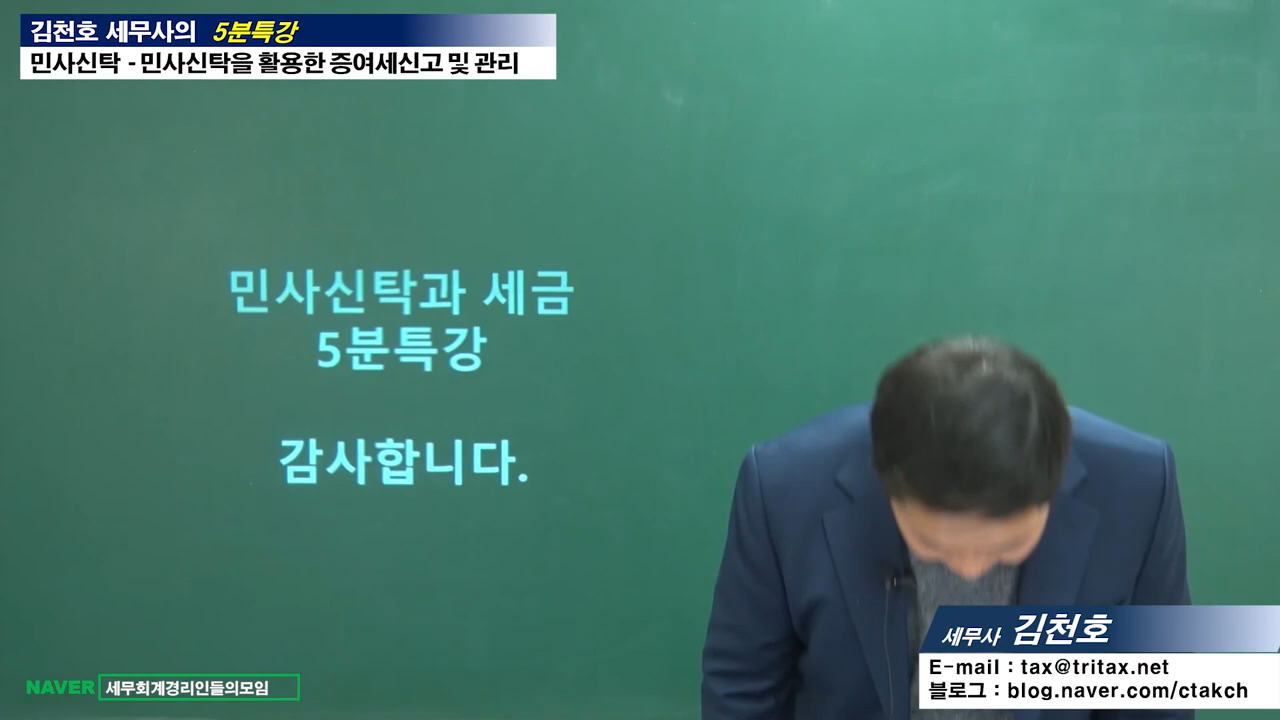 김천호 세무사의 5분특강
민사신탁 - 민사신탁을 활용한 증여세신고 및 관리
민사신탁과 세금
5분특강
감사합니다.
세무사 김천호
E-mail : tax@tritax.net
블로그 : blog.naver.com/ctakch
NAVER 세무회계경리인들의모임